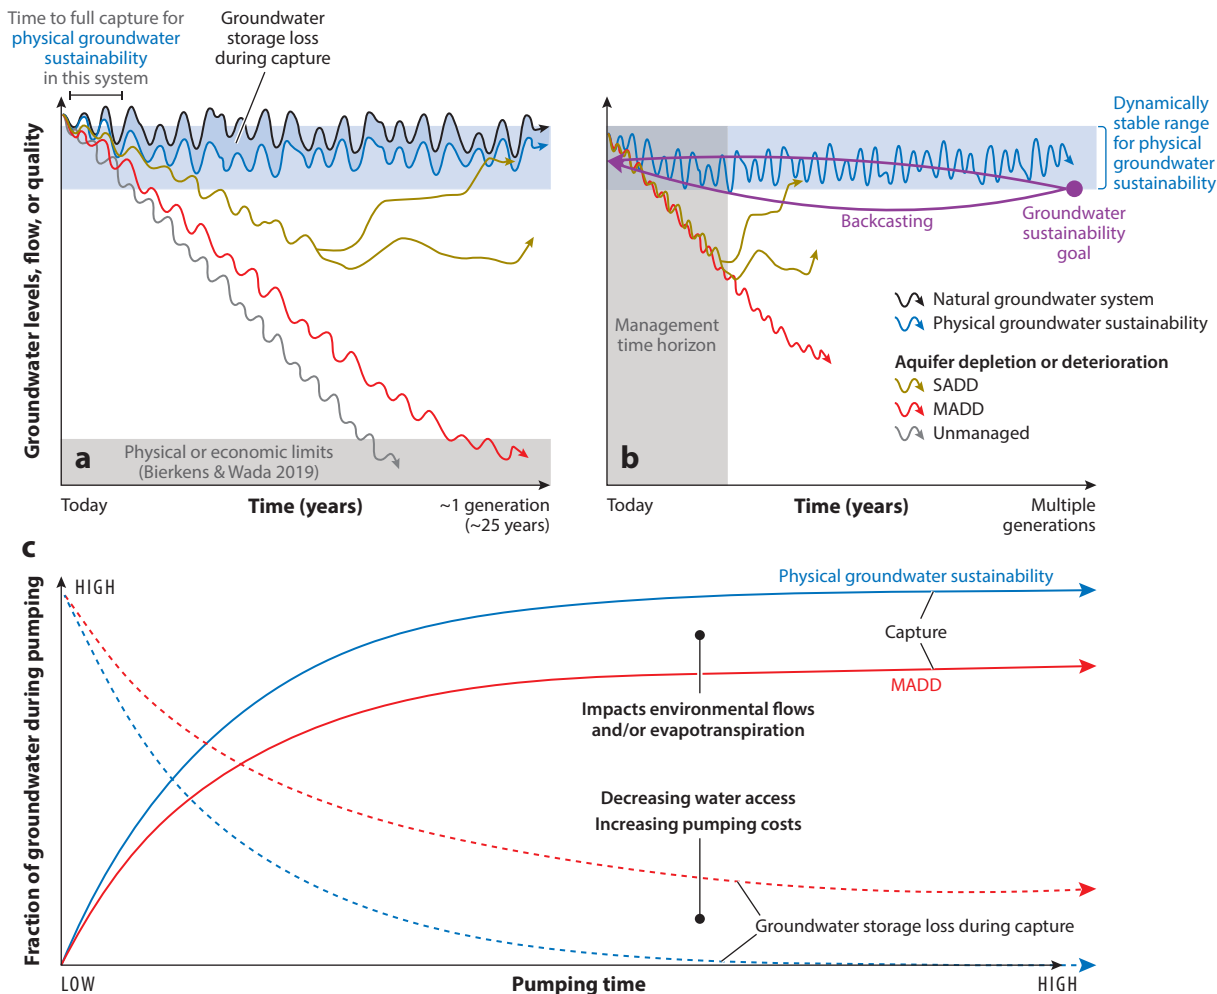 Time to full capture for
physical groundwater
sustainability
in this system
Groundwater
storage loss
during capture
Groundwater levels, flow, or quality
Physical or economic limits
(Bierkens & Wada 2019)
a
Today
Time (years)
~1 generation
(~25 years)
Dynamically
stable range
for physical
groundwater
sustainability
Backcasting
Groundwater
sustainability
goal
Management
time horizon
Natural groundwater system
Physical groundwater sustainability
Aquifer depletion or deterioration
SADD
MADD
Unmanaged
b
Today
Time (years)
Multiple
generations
c
Fraction of groundwater during pumping
HIGH
Physical groundwater sustainability
Capture
MADD
Impacts environmental flows
and/or evapotranspiration
Decreasing water access
Increasing pumping costs
Groundwater storage loss during capture
LOW
Pumping time
HIGH